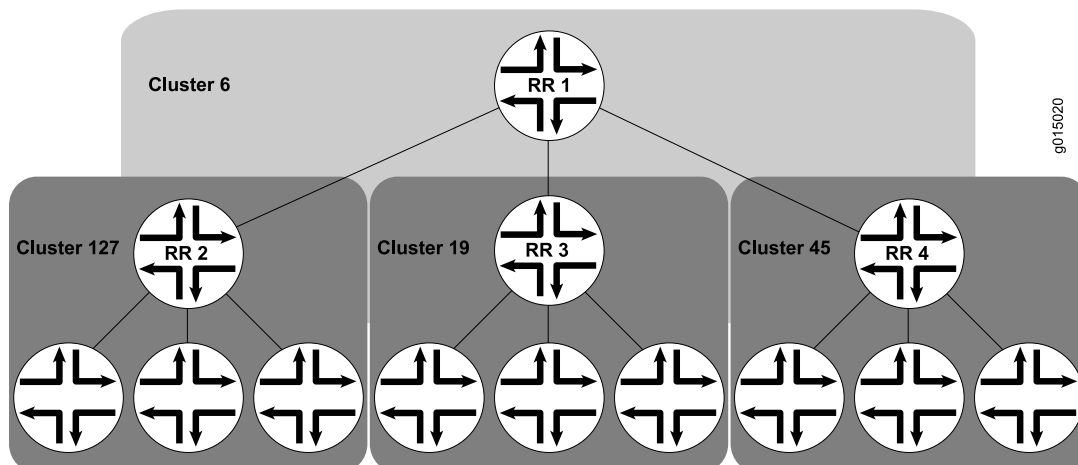 Cluster 6
RR 1
g015020
Cluster 127
RR 2
Cluster 19
RR 3
Cluster 45
RR 4